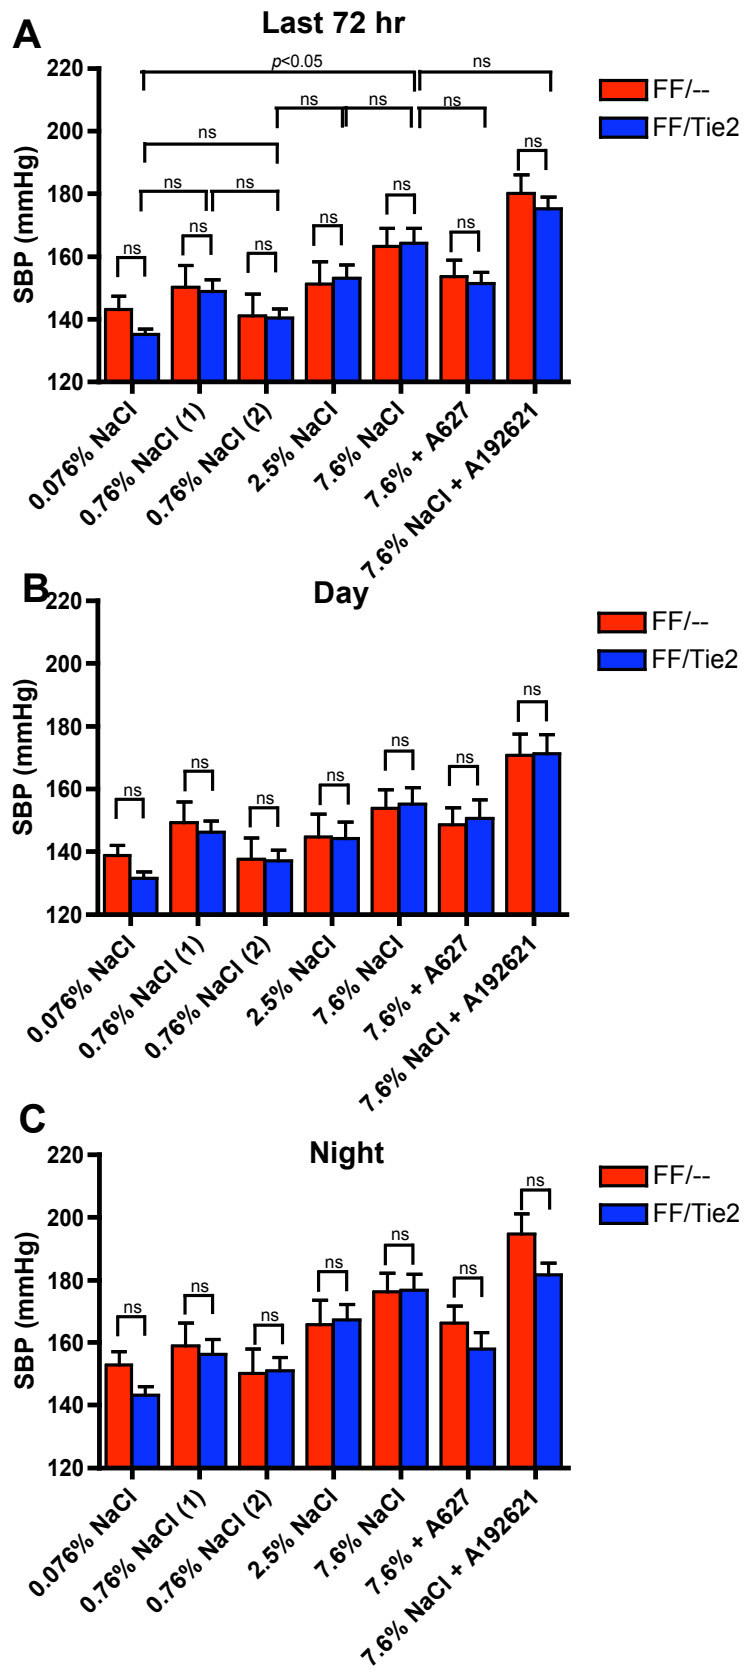 A
Last 72 hr
220
200
180
160
140
120
SBP (mmHg)
p<0.05
ns
ns
ns
ns
ns
ns
ns
ns
ns
ns
ns
ns
ns
ns
FF/--
FF/Tie2
0.076% NaCl
0.76% NaCl (1)
0.76% NaCl (2)
2.5% NaCl
7.6% NaCl
7.6% + A627
7.6% NaCl + A192621
B
Day
220
200
180
160
140
120
SBP (mmHg)
ns
ns
ns
ns
ns
ns
ns
FF/--
FF/Tie2
0.076% NaCl
0.76% NaCl (1)
0.76% NaCl (2)
2.5% NaCl
7.6% NaCl
7.6% + A627
7.6% NaCl + A192621
C
Night
220
200
180
160
140
120
SBP (mmHg)
ns
ns
ns
ns
ns
ns
ns
FF/--
FF/Tie2
0.076% NaCl
0.76% NaCl (1)
0.76% NaCl (2)
2.5% NaCl
7.6% NaCl
7.6% + A627
7.6% NaCl + A192621